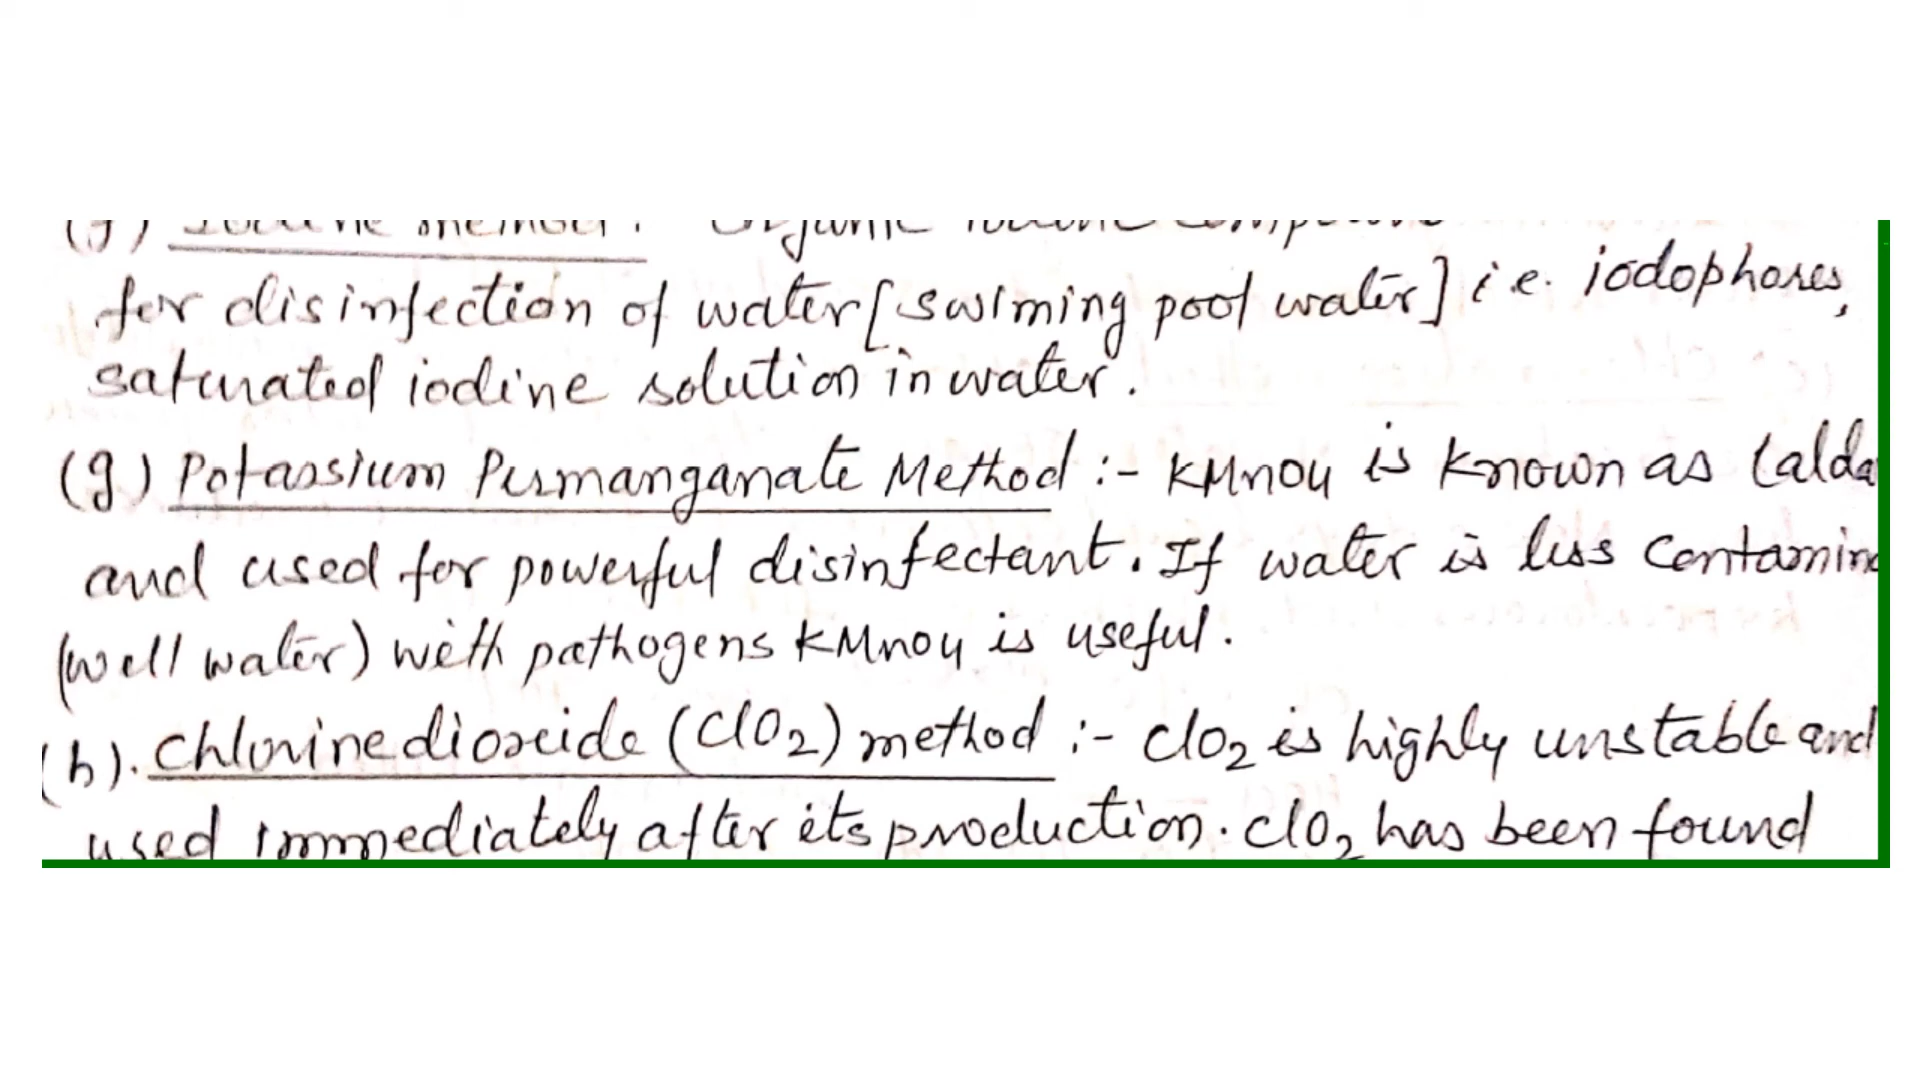 for disinfection of water [swiming pool water] i.e. iodophores,
saturated iodine solution in water.
(g) Potassium Permanganate Method :- KMnO4 is known as
and used for powerful disinfectant. If water is less
(well water) with pathogens KMnO4 is useful.
(h). Chlorine dioxide (ClO2) method :- ClO2 is highly unstable and
used immediately after its production. ClO2 has been found